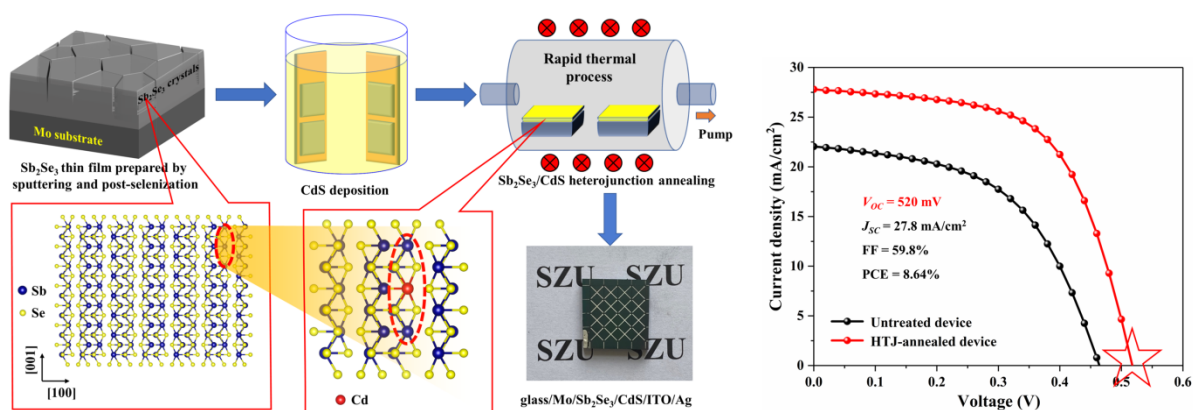 Sb₂Se₃ crystals
Mo substrate
Sb₂Se₃ thin film prepared by
sputtering and post-selenization
CdS deposition
Rapid thermal
process
Pump
Sb₂Se₃/CdS heterojunction annealing
Sb
Se
[001]
[100]
Cd
SZU SZU
SZU SZU
glass/Mo/Sb₂Se₃/CdS/ITO/Ag
Current density (mA/cm²)
30
25
20
15
10
5
0
V_OC = 520 mV
J_SC = 27.8 mA/cm²
FF = 59.8%
PCE = 8.64%
Untreated device
HTJ-annealed device
0.0 0.1 0.2 0.3 0.4 0.5 0.6
Voltage (V)